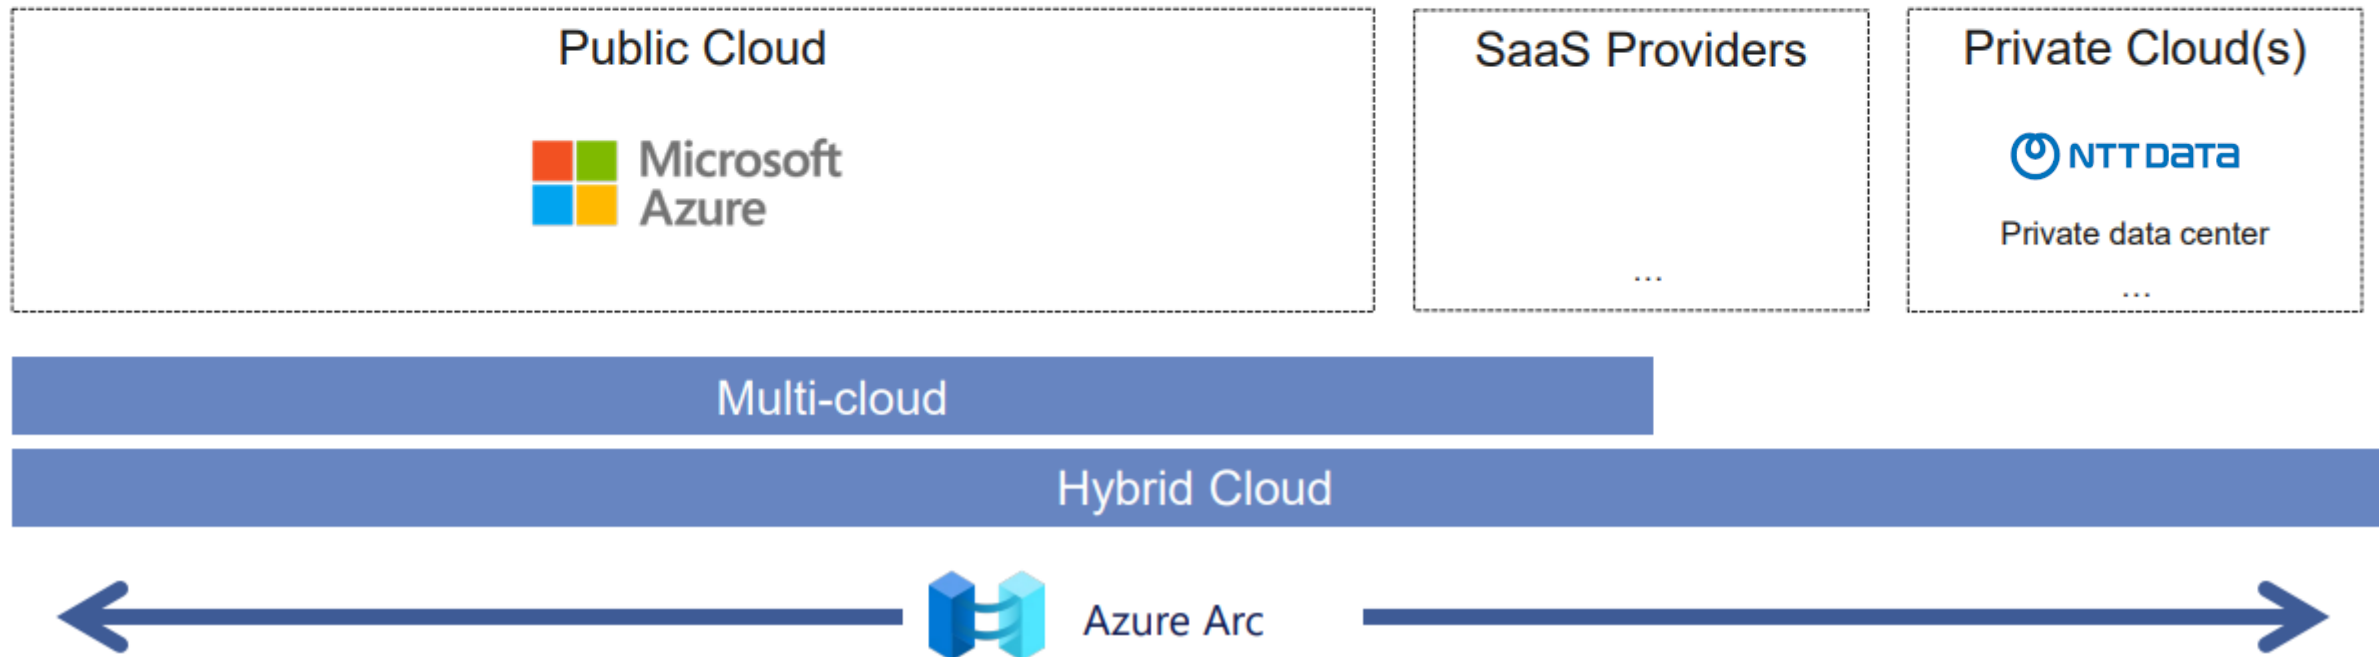 Public Cloud
Microsoft
Azure
SaaS Providers
...
Private Cloud(s)
NTT DATA
Private data center
...
Multi-cloud
Hybrid Cloud
Azure Arc